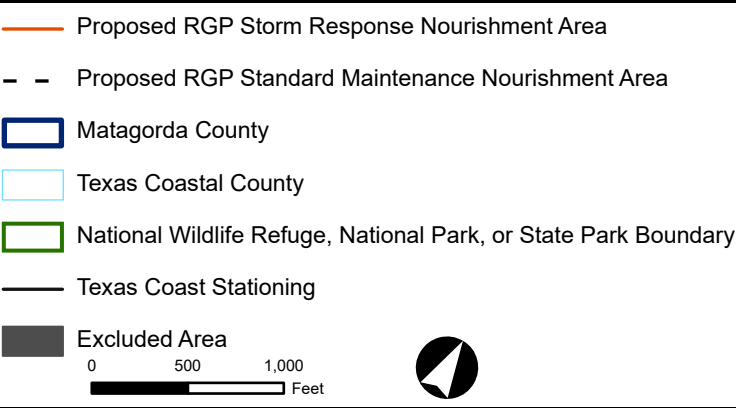 Proposed RGP Storm Response Nourishment Area
Proposed RGP Standard Maintenance Nourishment Area
Matagorda County
Texas Coastal County
National Wildlife Refuge, National Park, or State Park Boundary
Texas Coast Stationing
Excluded Area
0 500 1,000
Feet